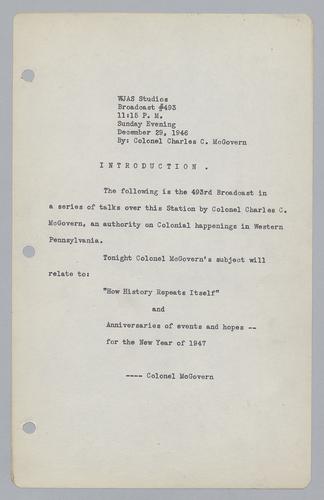 WJAS Studios
Broadcast #493
11:15 P. M.
Sunday Evening
December 29, 1946
By: Colonel Charles C. McGovern
I N T R O D U C T I O N .
The following is the 493rd Broadcast in
a series of talks over this Station by Colonel Charles C.
McGovern, an authority on Colonial happenings in Western
Pennsylvania.
Tonight Colonel McGovern's subject will
relate to:
"How History Repeats Itself"
and
Anniversaries of events and hopes --
for the New Year of 1947
---- Colonel McGovern